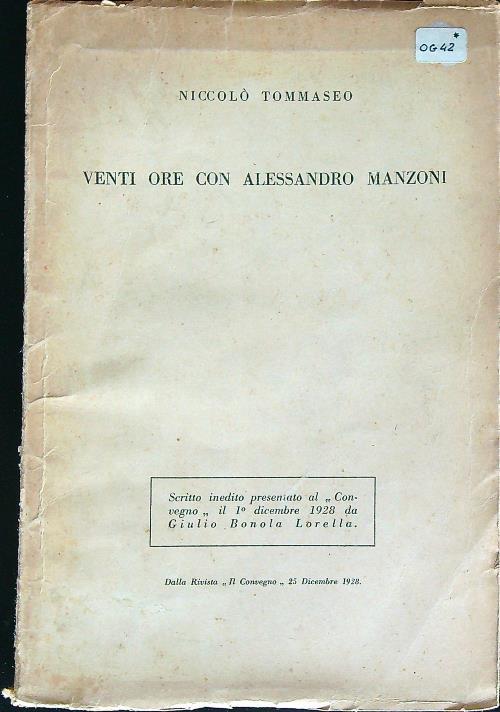 *
OG42
NICCOLÒ TOMMASEO
VENTI ORE CON ALESSANDRO MANZONI
Scritto inedito presentato al „ Con-
vegno „ il 1º dicembre 1928 da
Giulio Bonola Lorella.
Dalla Rivista „ Il Convegno „ 25 Dicembre 1928.